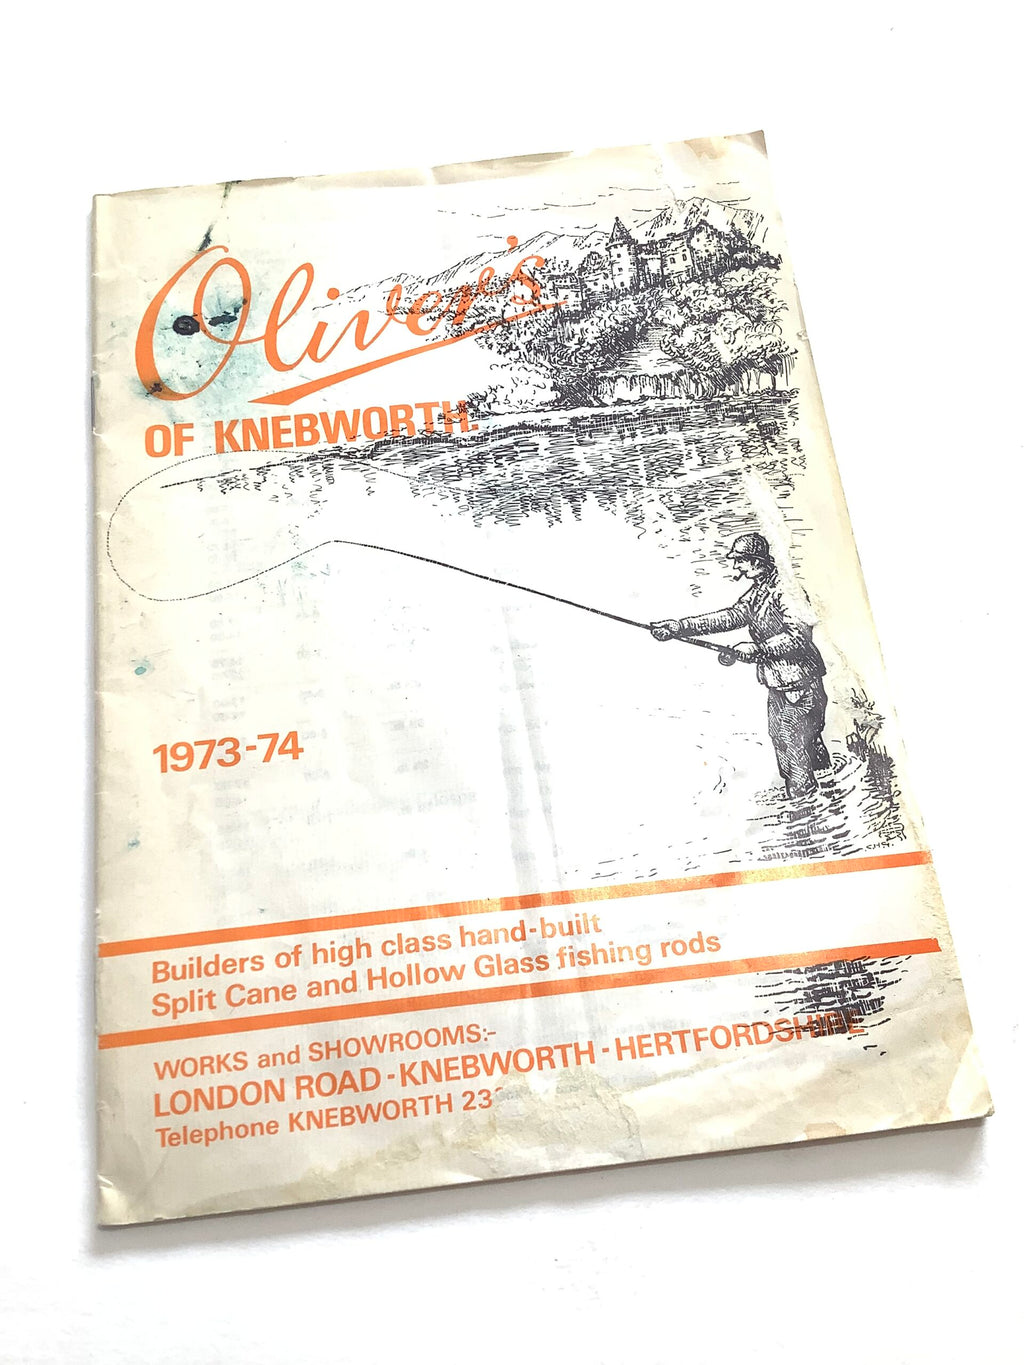 Oliver's
OF KNEBWORTH.
1973-74
Builders of high class hand-built
Split Cane and Hollow Glass fishing rods
WORKS and SHOWROOMS:-
LONDON ROAD - KNEBWORTH - HERTFORDSHIRE
Telephone KNEBWORTH